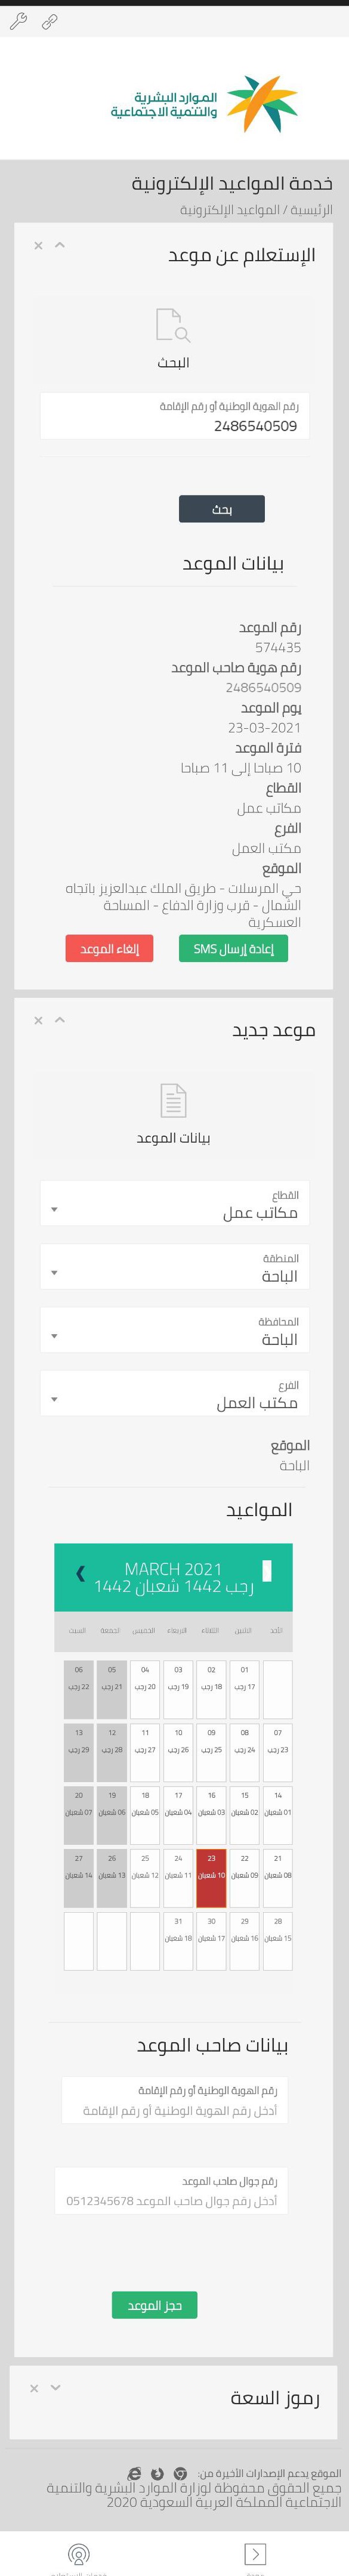 الموارد البشرية
والتنمية الاجتماعية
خدمة المواعيد الإلكترونية
الرئيسية / المواعيد الإلكترونية
الإستعلام عن موعد
البحث
رقم الهوية الوطنية أو رقم الإقامة
2486540509
بحث
بيانات الموعد
رقم الموعد
574435
رقم هوية صاحب الموعد
2486540509
يوم الموعد
23-03-2021
فترة الموعد
10 صباحا إلى 11 صباحا
القطاع
مكاتب عمل
الفرع
مكتب العمل
الموقع
حي المرسلات - طريق الملك عبدالعزيز باتجاه
الشمال - قرب وزارة الدفاع - المساحة
العسكرية
إعادة إرسال SMS
إلغاء الموعد
موعد جديد
بيانات الموعد
القطاع
مكاتب عمل
المنطقة
الباحة
المحافظة
الباحة
الفرع
مكتب العمل
الموقع
الباحة
المواعيد
MARCH 2021
رجب 1442 شعبان 1442
الأحد الاثنين الثلاثاء الاربعاء الخميس الجمعة السبت
01 02 03 04 05 06
17 رجب 18 رجب 19 رجب 20 رجب 21 رجب 22 رجب
07 08 09 10 11 12 13
23 رجب 24 رجب 25 رجب 26 رجب 27 رجب 28 رجب 29 رجب
14 15 16 17 18 19 20
01 شعبان 02 شعبان 03 شعبان 04 شعبان 05 شعبان 06 شعبان 07 شعبان
21 22 23 24 25 26 27
08 شعبان 09 شعبان 10 شعبان 11 شعبان 12 شعبان 13 شعبان 14 شعبان
28 29 30 31
15 شعبان 16 شعبان 17 شعبان 18 شعبان
بيانات صاحب الموعد
رقم الهوية الوطنية أو رقم الإقامة
أدخل رقم الهوية الوطنية أو رقم الإقامة
رقم جوال صاحب الموعد
أدخل رقم جوال صاحب الموعد 0512345678
حجز الموعد
رموز السعة
الموقع يدعم الإصدارات الأخيرة من:
جميع الحقوق محفوظة لوزارة الموارد البشرية والتنمية
الاجتماعية المملكة العربية السعودية 2020